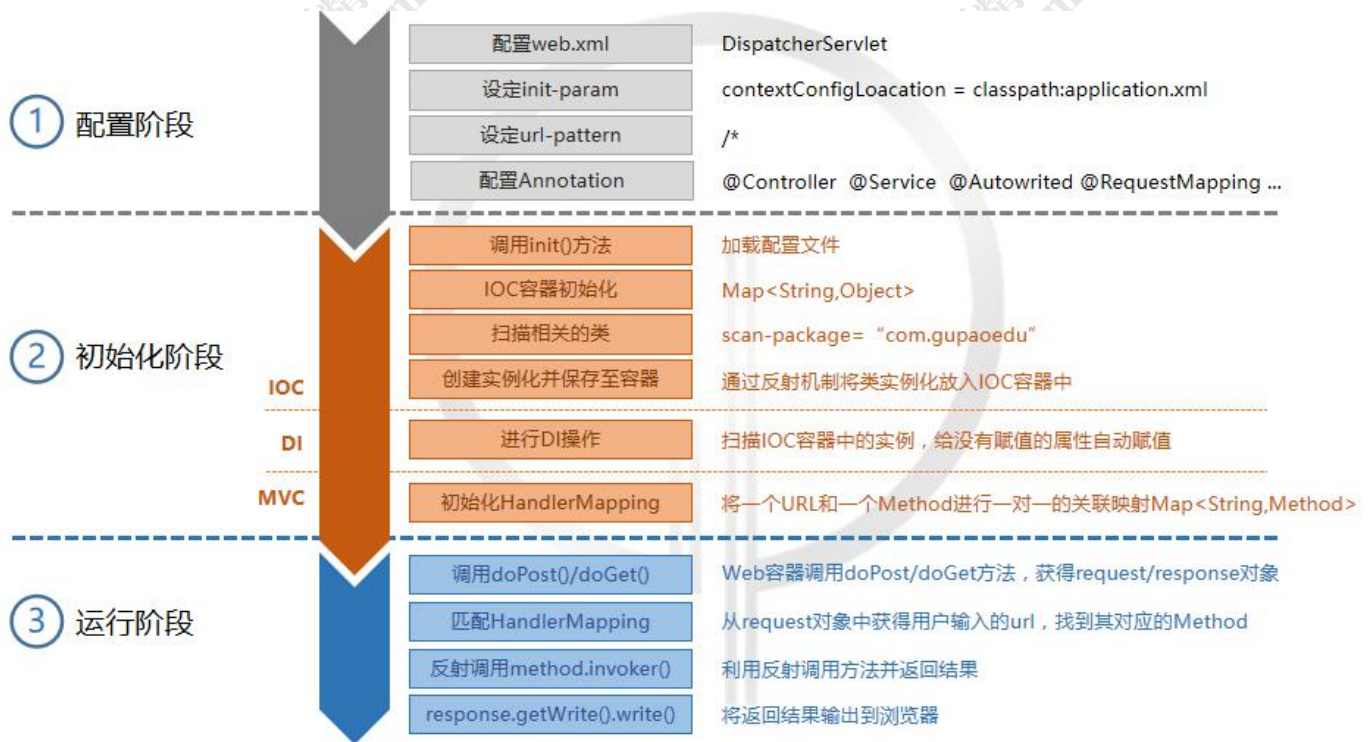 配置web.xml DispatcherServlet
设定init-param contextConfigLoacation = classpath:application.xml
① 配置阶段
设定url-pattern /*
配置Annotation @Controller @Service @Autowrited @RequestMapping ...
调用init()方法 加载配置文件
IOC容器初始化 Map<String,Object>
扫描相关的类 scan-package= “com.gupaoedu”
② 初始化阶段
创建实例化并保存至容器 通过反射机制将类实例化放入IOC容器中
IOC
DI 进行DI操作 扫描IOC容器中的实例，给没有赋值的属性自动赋值
MVC 初始化HandlerMapping 将一个URL和一个Method进行一对一的关联映射Map<String,Method>
调用doPost()/doGet() Web容器调用doPost/doGet方法，获得request/response对象
③ 运行阶段
匹配HandlerMapping 从request对象中获得用户输入的url，找到其对应的Method
反射调用method.invoker() 利用反射调用方法并返回结果
response.getWrite().write() 将返回结果输出到浏览器